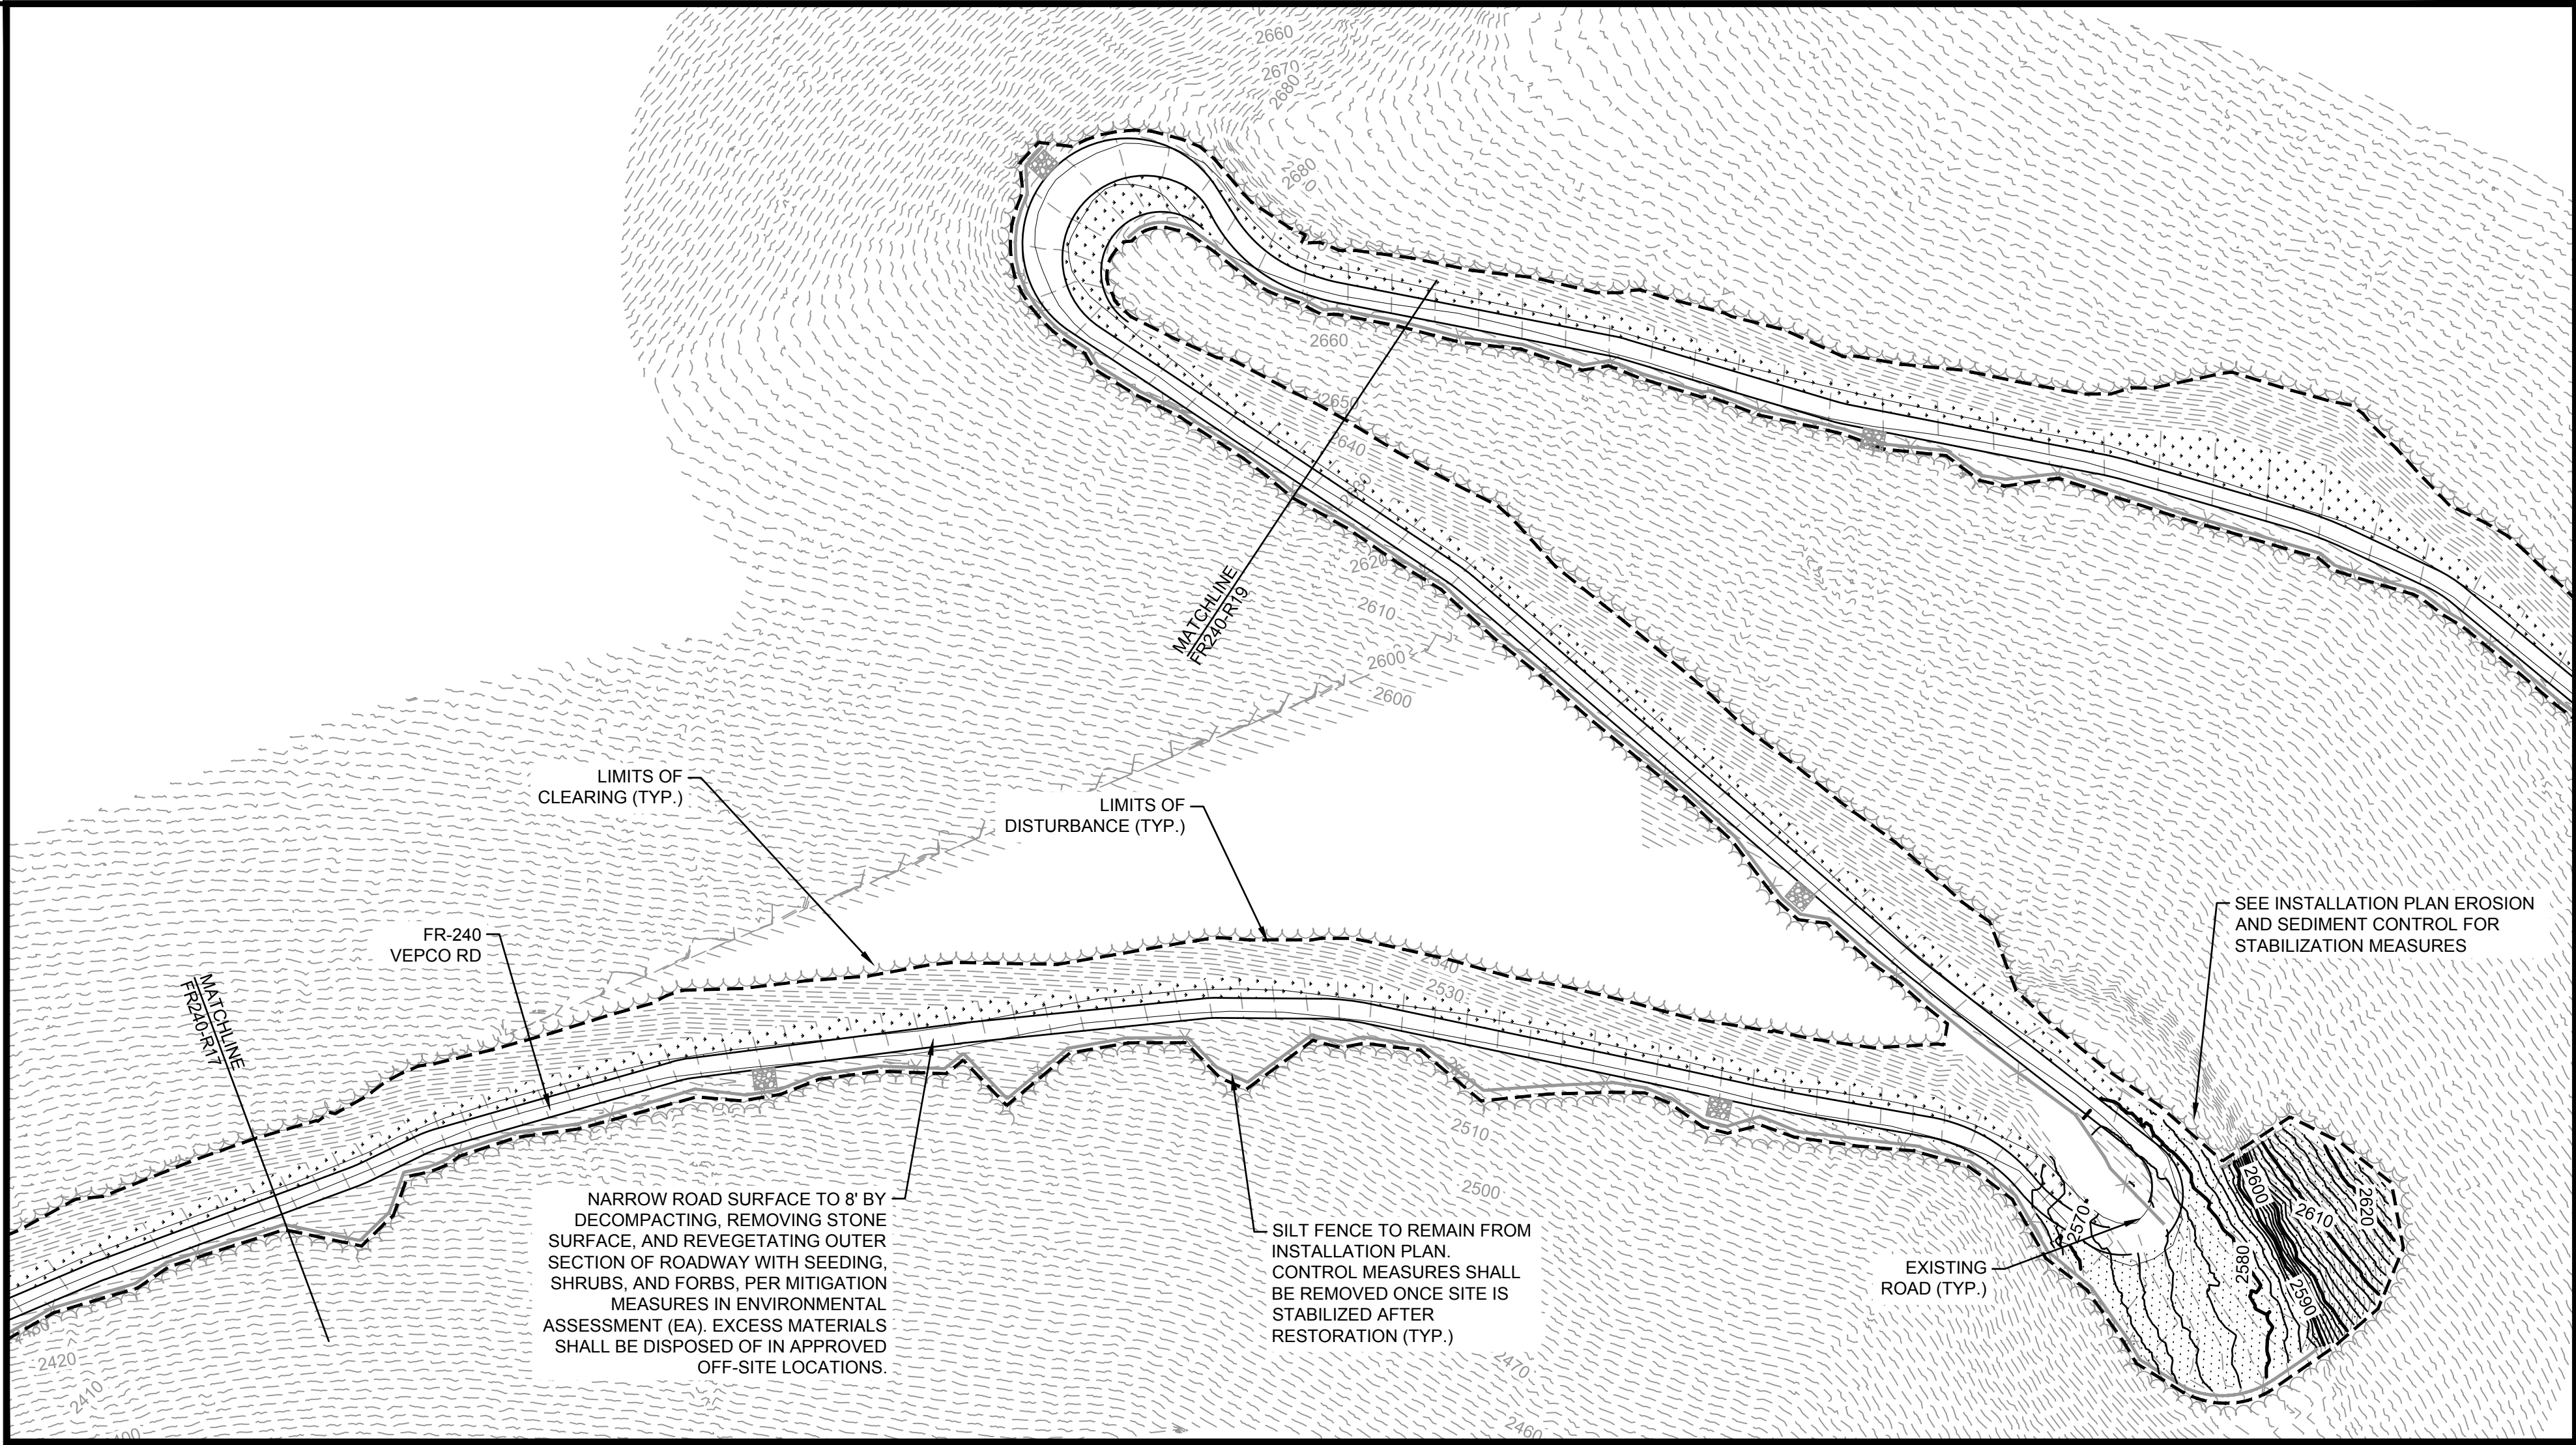 2660
2670
2680
2680
2660
2650
2640
2620
2610
2600
2600
MATCHLINE
FR240-R19
LIMITS OF
CLEARING (TYP.)
LIMITS OF
DISTURBANCE (TYP.)
FR-240
VEPCO RD
MATCHLINE
FR240-R17
SEE INSTALLATION PLAN EROSION
AND SEDIMENT CONTROL FOR
STABILIZATION MEASURES
2540
2530
2510
2500
2470
2460
NARROW ROAD SURFACE TO 8' BY
DECOMPACTING, REMOVING STONE
SURFACE, AND REVEGETATING OUTER
SECTION OF ROADWAY WITH SEEDING,
SHRUBS, AND FORBS, PER MITIGATION
MEASURES IN ENVIRONMENTAL
ASSESSMENT (EA). EXCESS MATERIALS
SHALL BE DISPOSED OF IN APPROVED
OFF-SITE LOCATIONS.
SILT FENCE TO REMAIN FROM
INSTALLATION PLAN.
CONTROL MEASURES SHALL
BE REMOVED ONCE SITE IS
STABILIZED AFTER
RESTORATION (TYP.)
EXISTING
ROAD (TYP.)
2570
2580
2590
2600
2610
2620
2420
2410